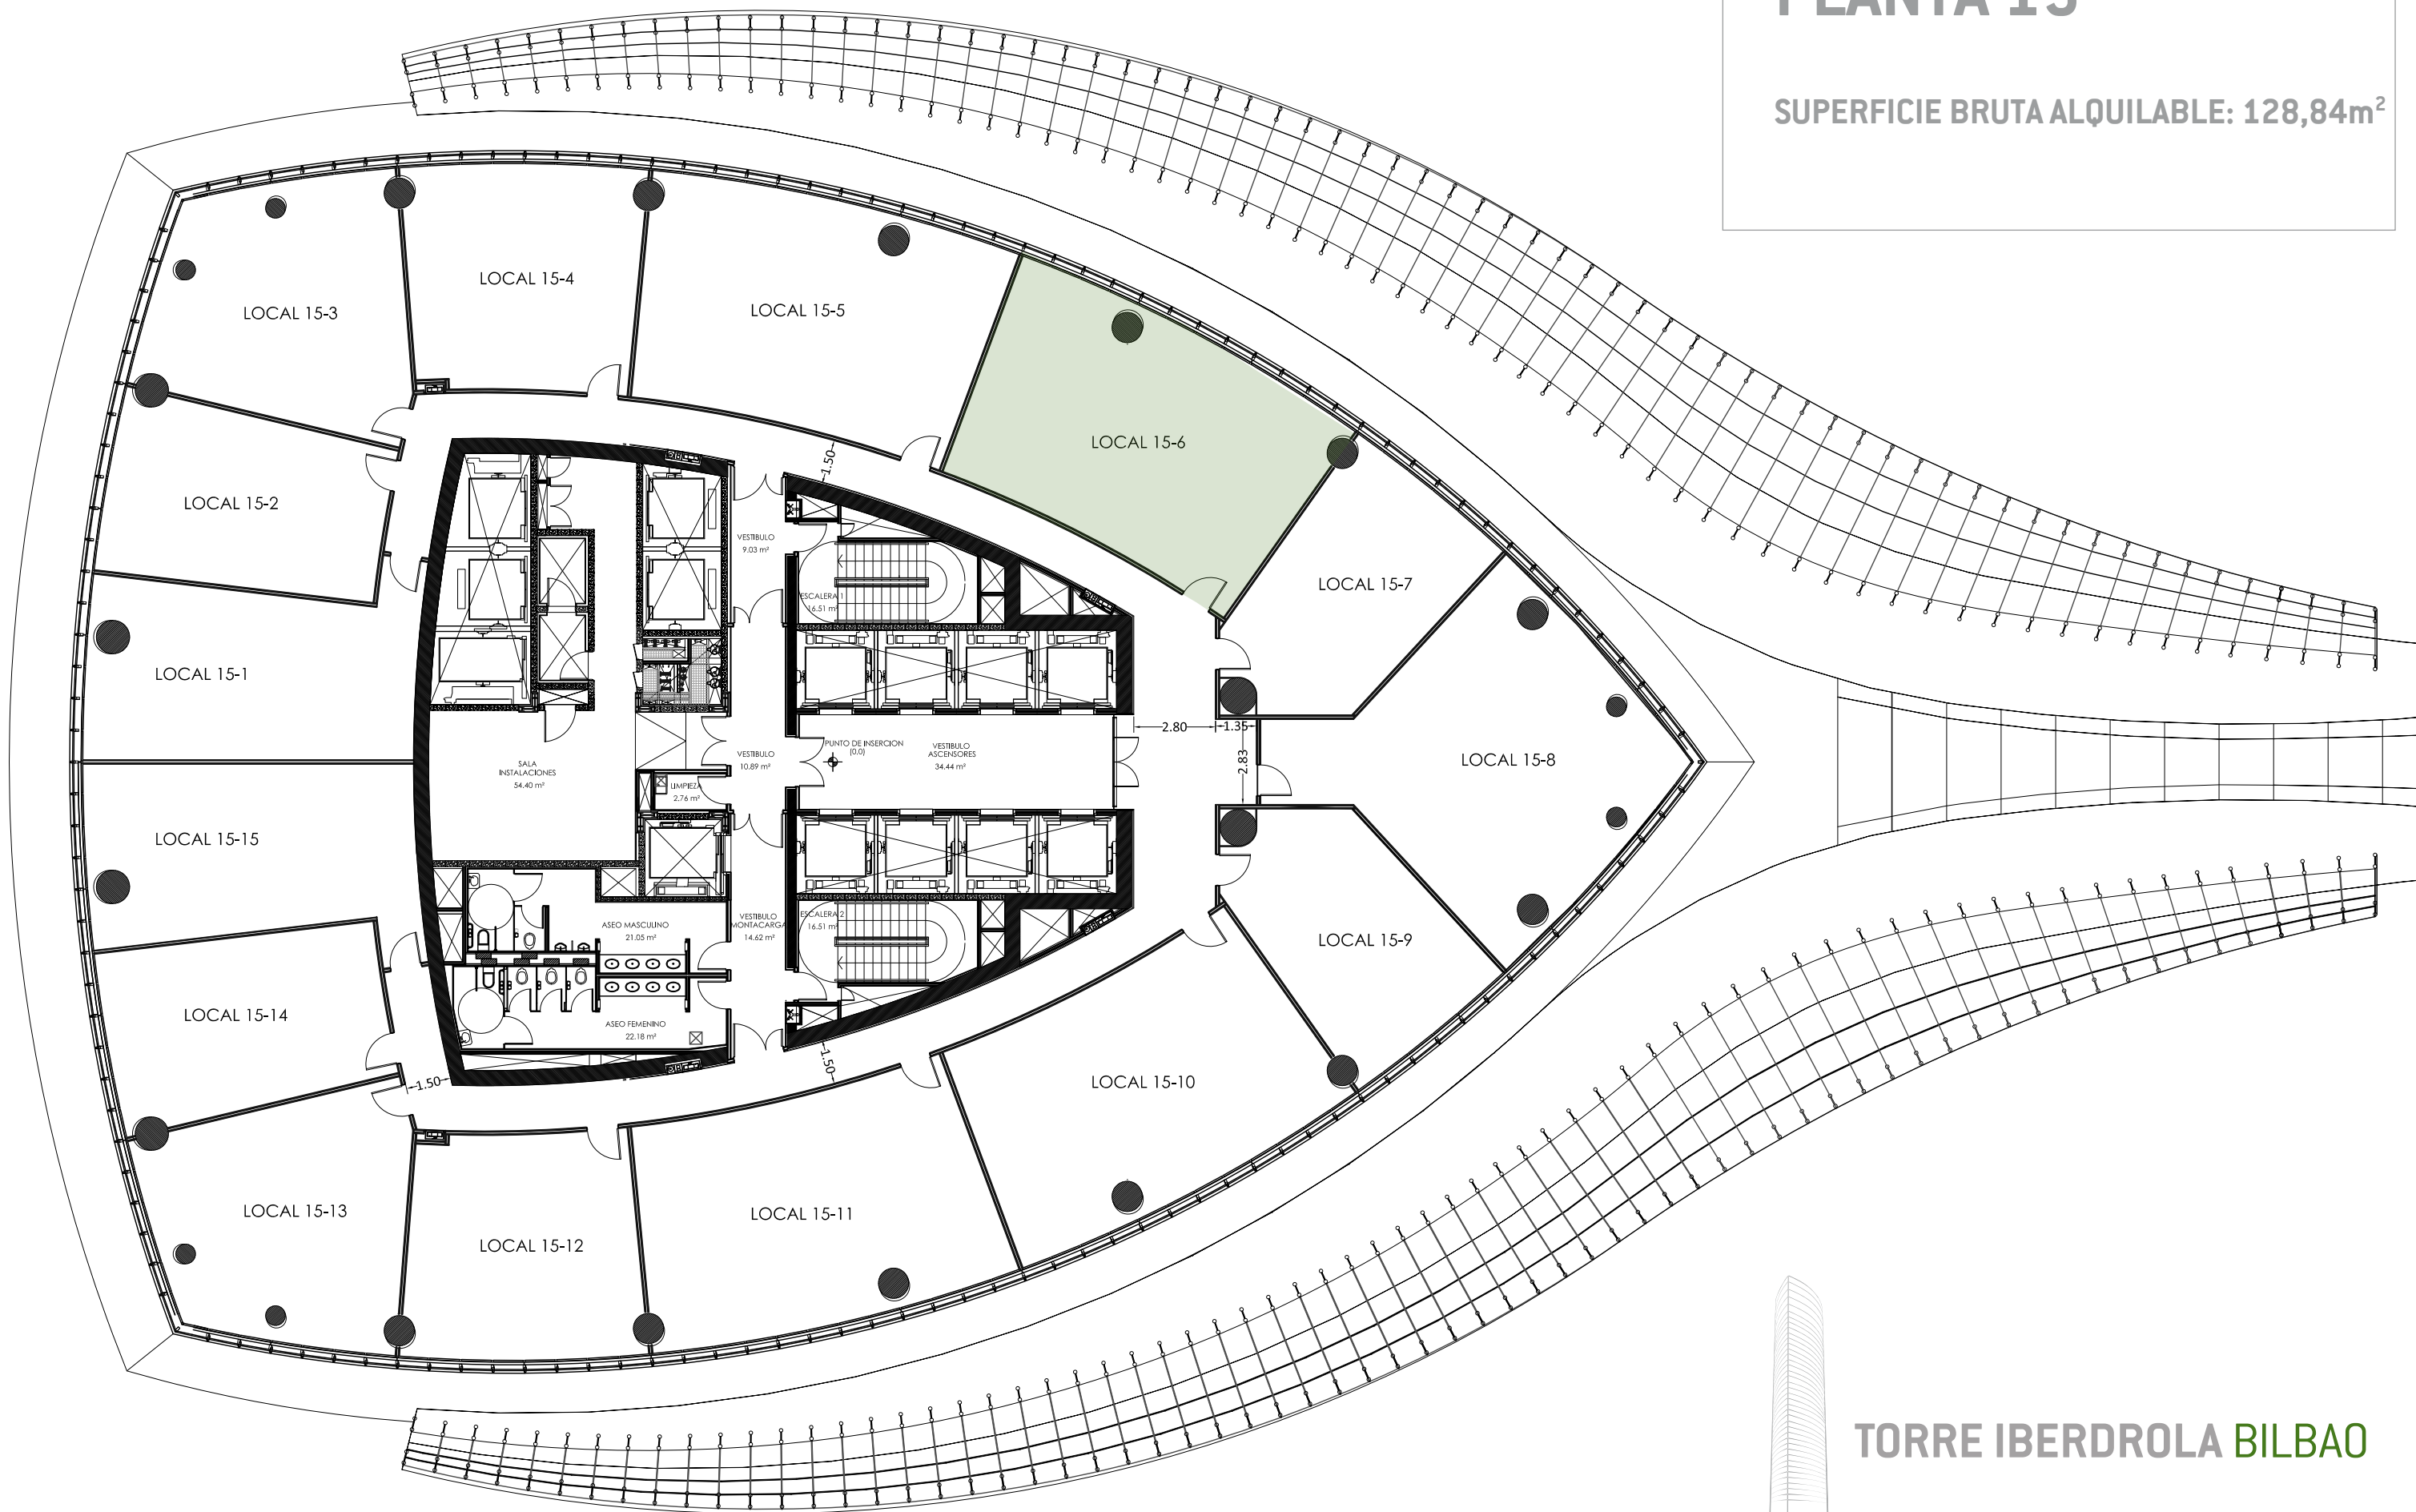 PLANTA 15
SUPERFICIE BRUTA ALQUILABLE: 128,84m²
LOCAL 15-4
LOCAL 15-3
LOCAL 15-5
LOCAL 15-6
1.50
LOCAL 15-2
VESTIBULO
9.03 m²
LOCAL 15-7
ESCALERA 1
16.51 m²
LOCAL 15-1
2.80
1.35
PUNTO DE INSERCION
(0.0)
VESTIBULO
ASCENSORES
34.44 m²
VESTIBULO
10.89 m²
2.83
LOCAL 15-8
SALA
INSTALACIONES
54.40 m²
LIMPIEZA
2.76 m²
LOCAL 15-15
ESCALERA 2
16.51 m²
VESTIBULO
MONTACARGA
14.62 m²
ASEO MASCULINO
21.05 m²
LOCAL 15-9
LOCAL 15-14
ASEO FEMENINO
22.18 m²
1.50
1.50
LOCAL 15-10
LOCAL 15-13
LOCAL 15-11
LOCAL 15-12
TORRE IBERDROLA BILBAO